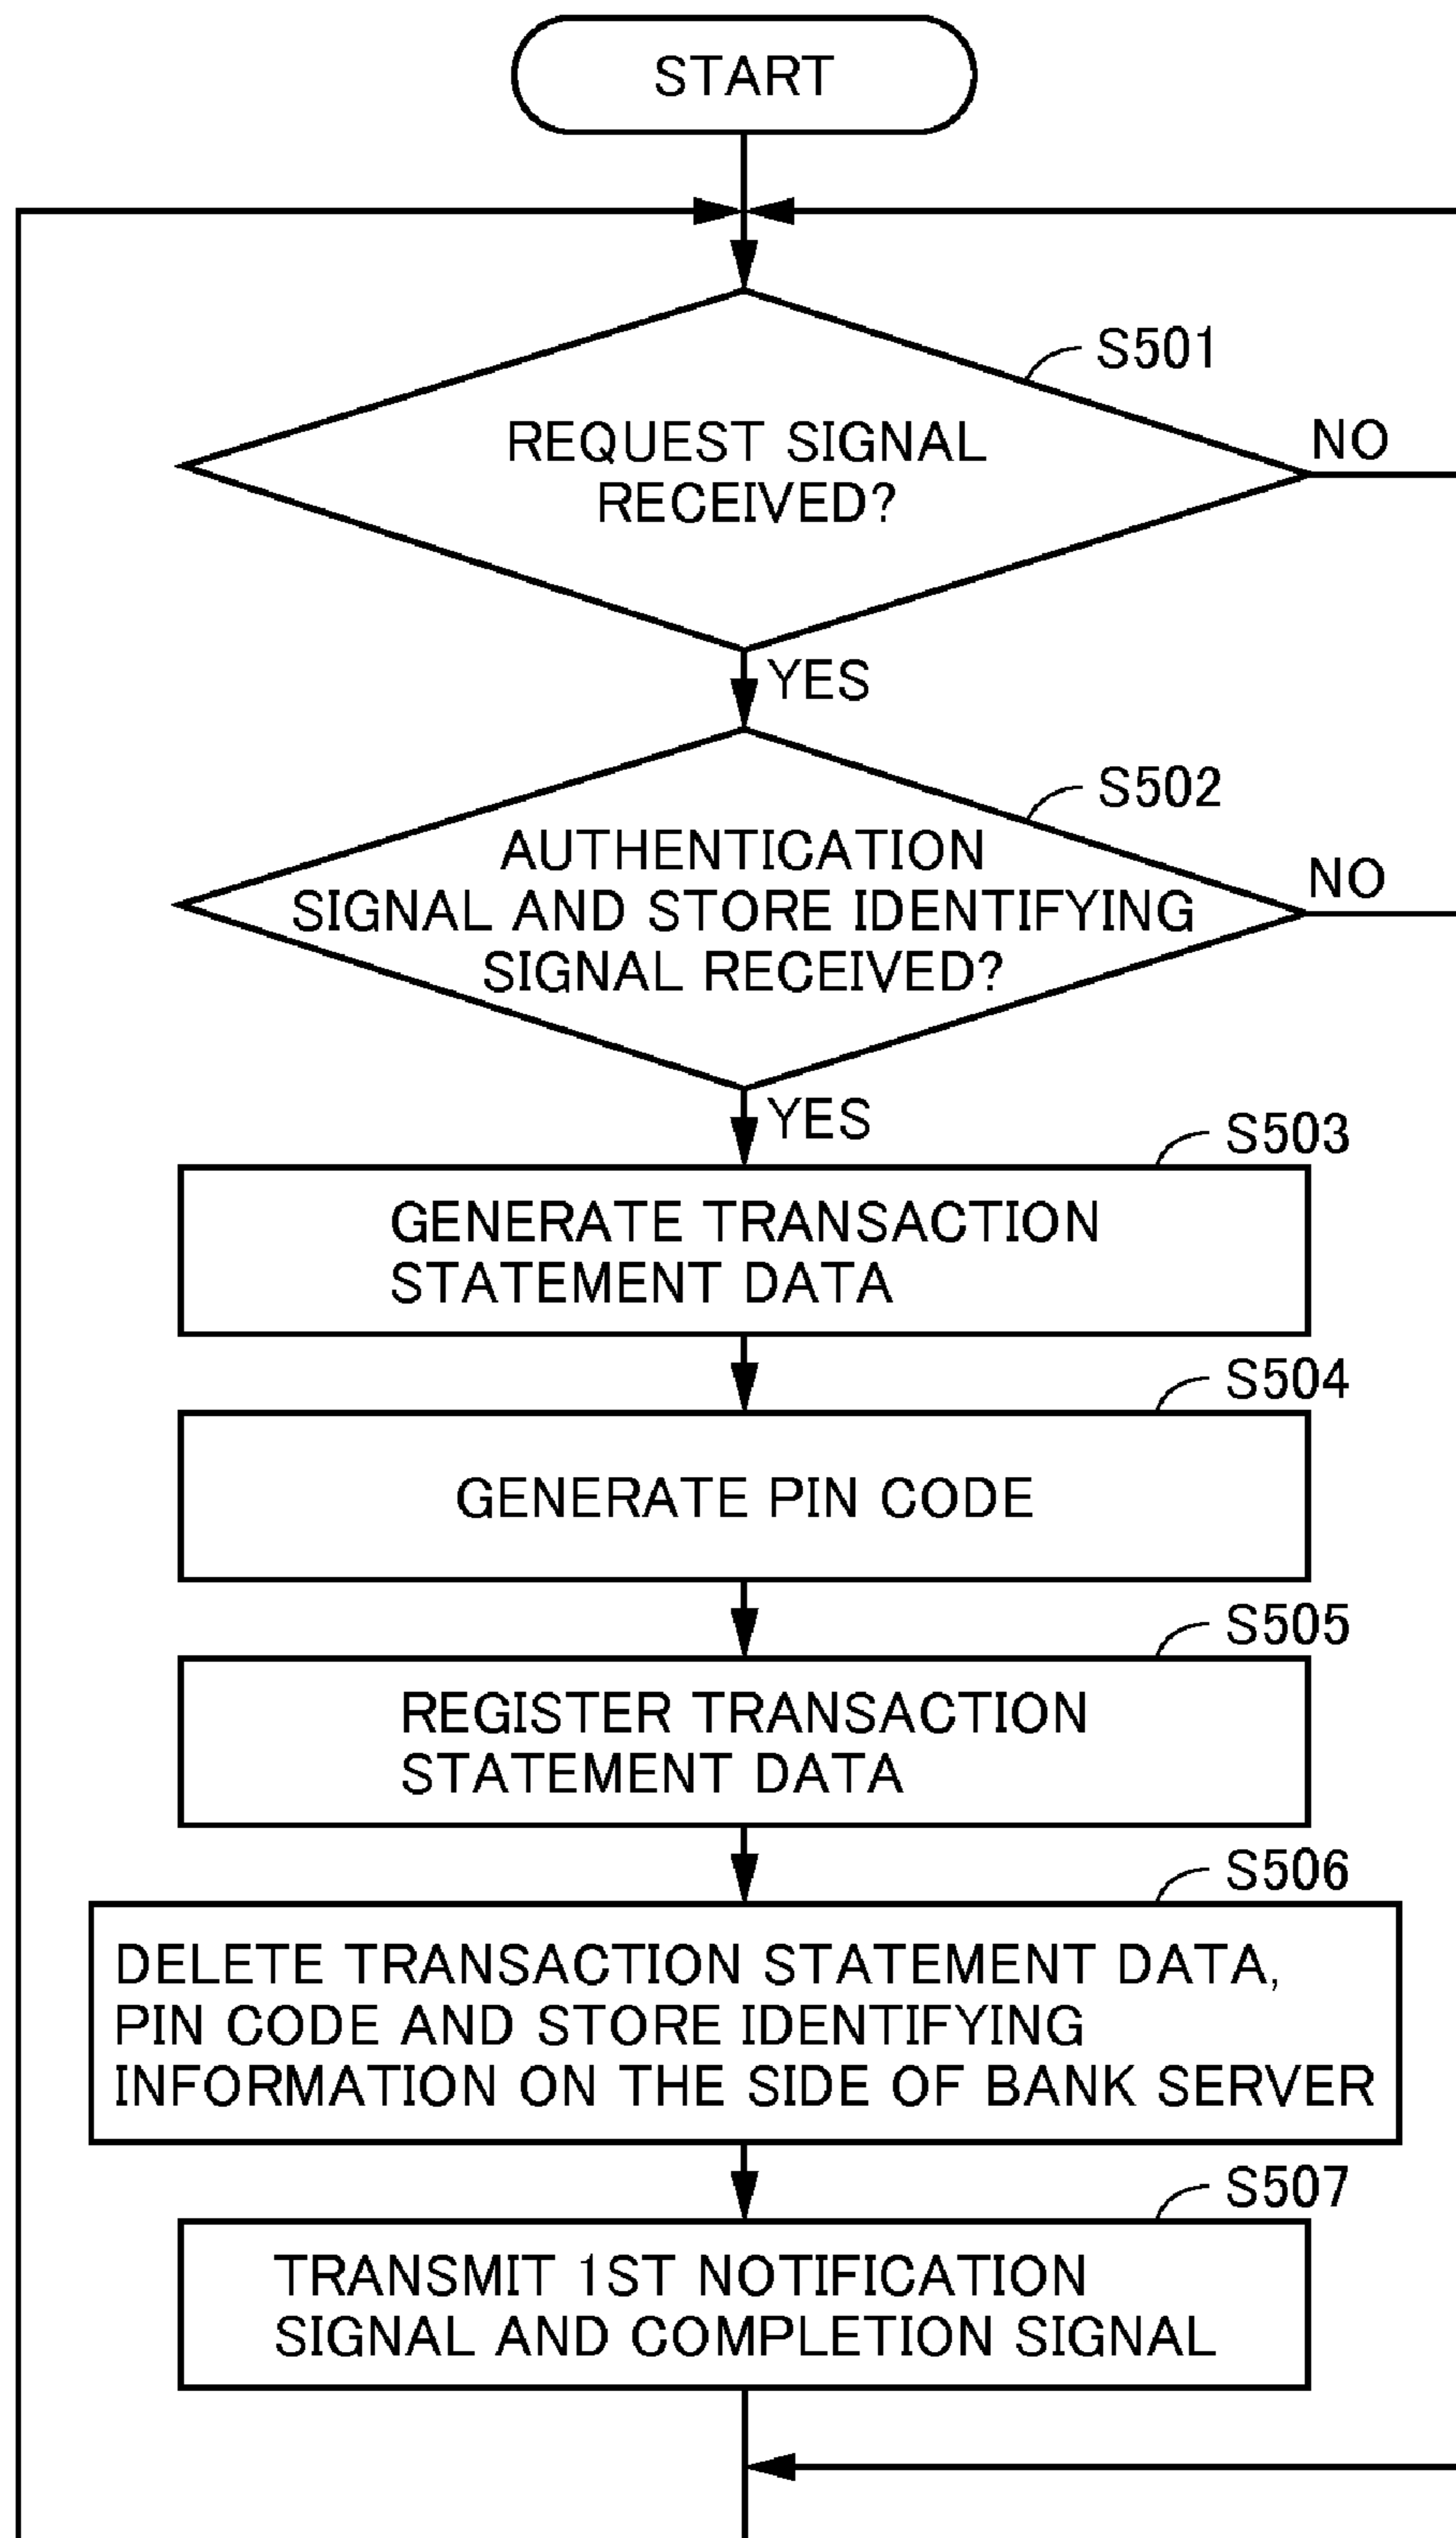 START
S501
REQUEST SIGNAL
RECEIVED?
NO
YES
S502
AUTHENTICATION
SIGNAL AND STORE IDENTIFYING
SIGNAL RECEIVED?
NO
YES
S503
GENERATE TRANSACTION
STATEMENT DATA
S504
GENERATE PIN CODE
S505
REGISTER TRANSACTION
STATEMENT DATA
S506
DELETE TRANSACTION STATEMENT DATA,
PIN CODE AND STORE IDENTIFYING
INFORMATION ON THE SIDE OF BANK SERVER
S507
TRANSMIT 1ST NOTIFICATION
SIGNAL AND COMPLETION SIGNAL